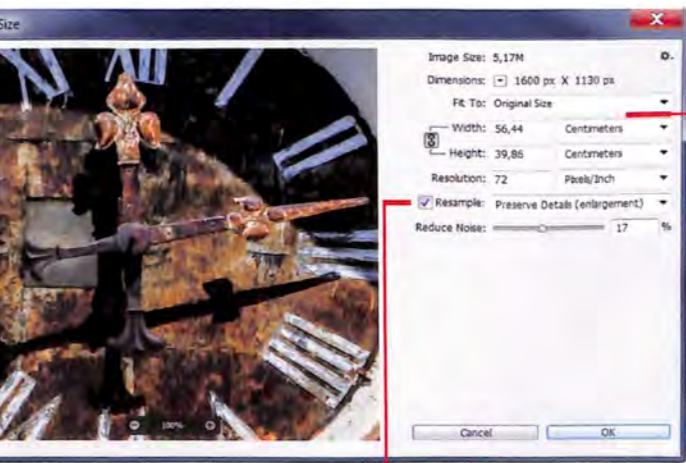 Size
Image Size: 5,17M
Dimensions: 1600 px X 1130 px
Fit To: Original Size
Width: 56,44 Centimeters
Height: 39,86 Centimeters
Resolution: 72 Pixels/Inch
Resample: Preserve Details (enlargement)
Reduce Noise: 17 %
100%
Cancel
OK